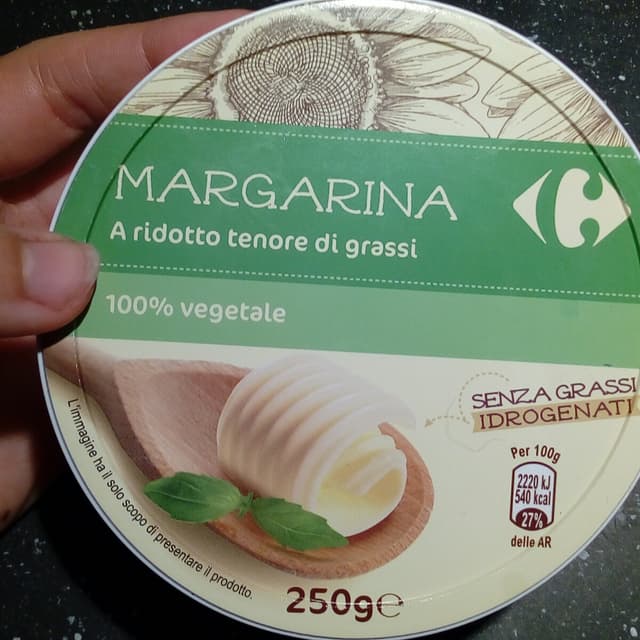 MARGARINA
A ridotto tenore di grassi
100% vegetale
SENZA GRASSI
IDROGENATI
Per 100g
2220 kJ
540 kcal
27%
delle AR
L'immagine ha il solo scopo di presentare il prodotto.
250g℮